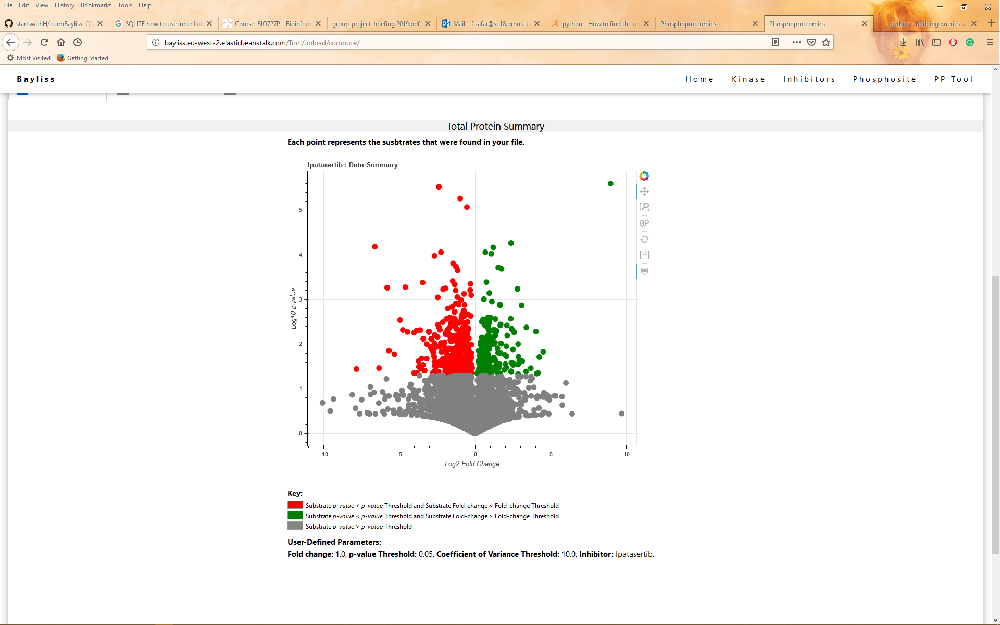 File Edit View History Bookmarks Tools Help
startswithH/teamBayliss: QM
SQLITE how to use inner link
Course: BIO727P - Bioinform
group_project_briefing 2019.pdf
Mail – f.zafar@se18.qmul.ac.
python - How to find the nu
Phosphoproteomics
Phosphoproteomics
python - Building queries w
bayliss.eu-west-2.elasticbeanstalk.com/Tool/upload/compute/
Most Visited Getting Started
Bayliss Home Kinase Inhibitors Phosphosite PP Tool
Total Protein Summary
Each point represents the susbtrates that were found in your file.
Ipatasertib : Data Summary
5
4
3
2
1
0
Log10 p-value
-10 -5 0 5 10
Log2 Fold Change
Key:
Substrate p-value < p-value Threshold and Substrate Fold-change < Fold-change Threshold
Substrate p-value < p-value Threshold and Substrate Fold-change > Fold-change Threshold
Substrate p-value > p-value Threshold
User-Defined Parameters:
Fold change: 1.0, p-value Threshold: 0.05, Coefficient of Variance Threshold: 10.0, Inhibitor: Ipatasertib.